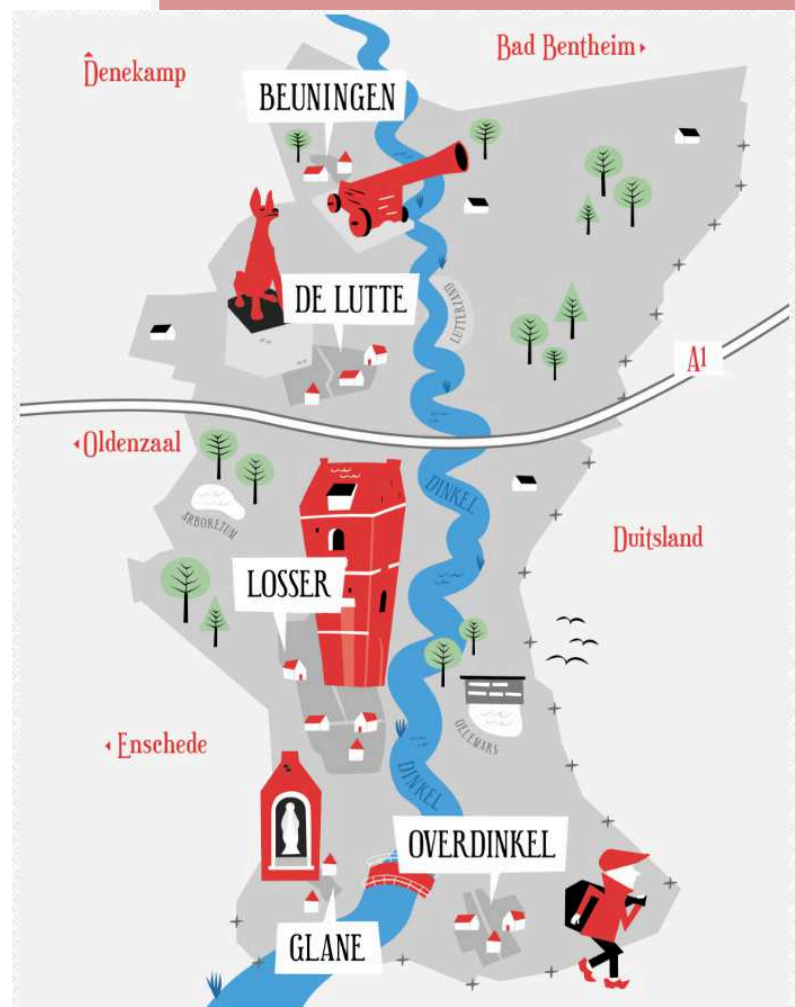 Denekamp
Bad Bentheim
BEUNINGEN
DE LUTTE
LUTTERZAND
A1
Oldenzaal
ARBORETUM
DINKEL
Duitsland
LOSSER
OELEMARS
Enschede
DINKEL
OVERDINKEL
GLANE